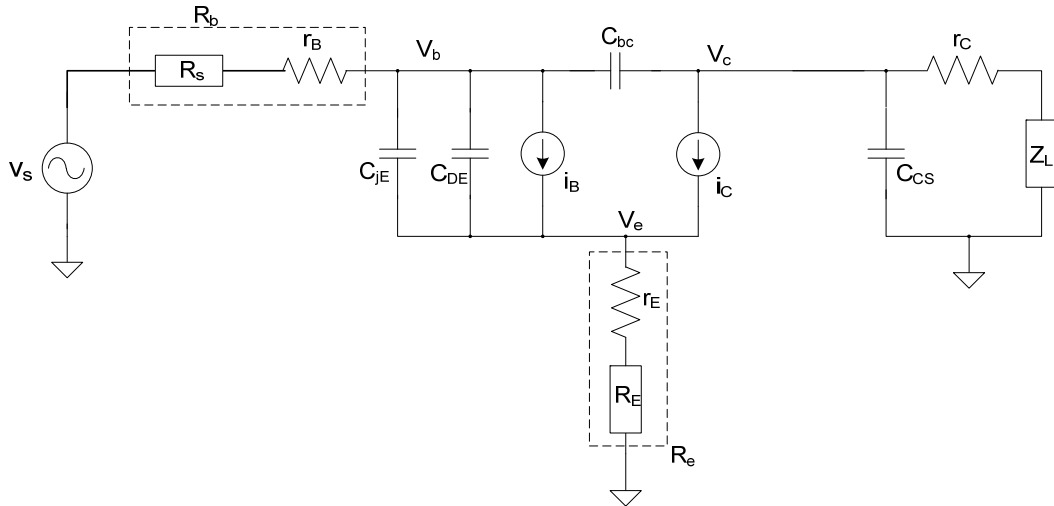 R_b
R_s
r_B
V_b
C_bc
V_c
r_C
v_s
C_jE
C_DE
i_B
i_C
C_CS
Z_L
V_e
r_E
R_E
R_e